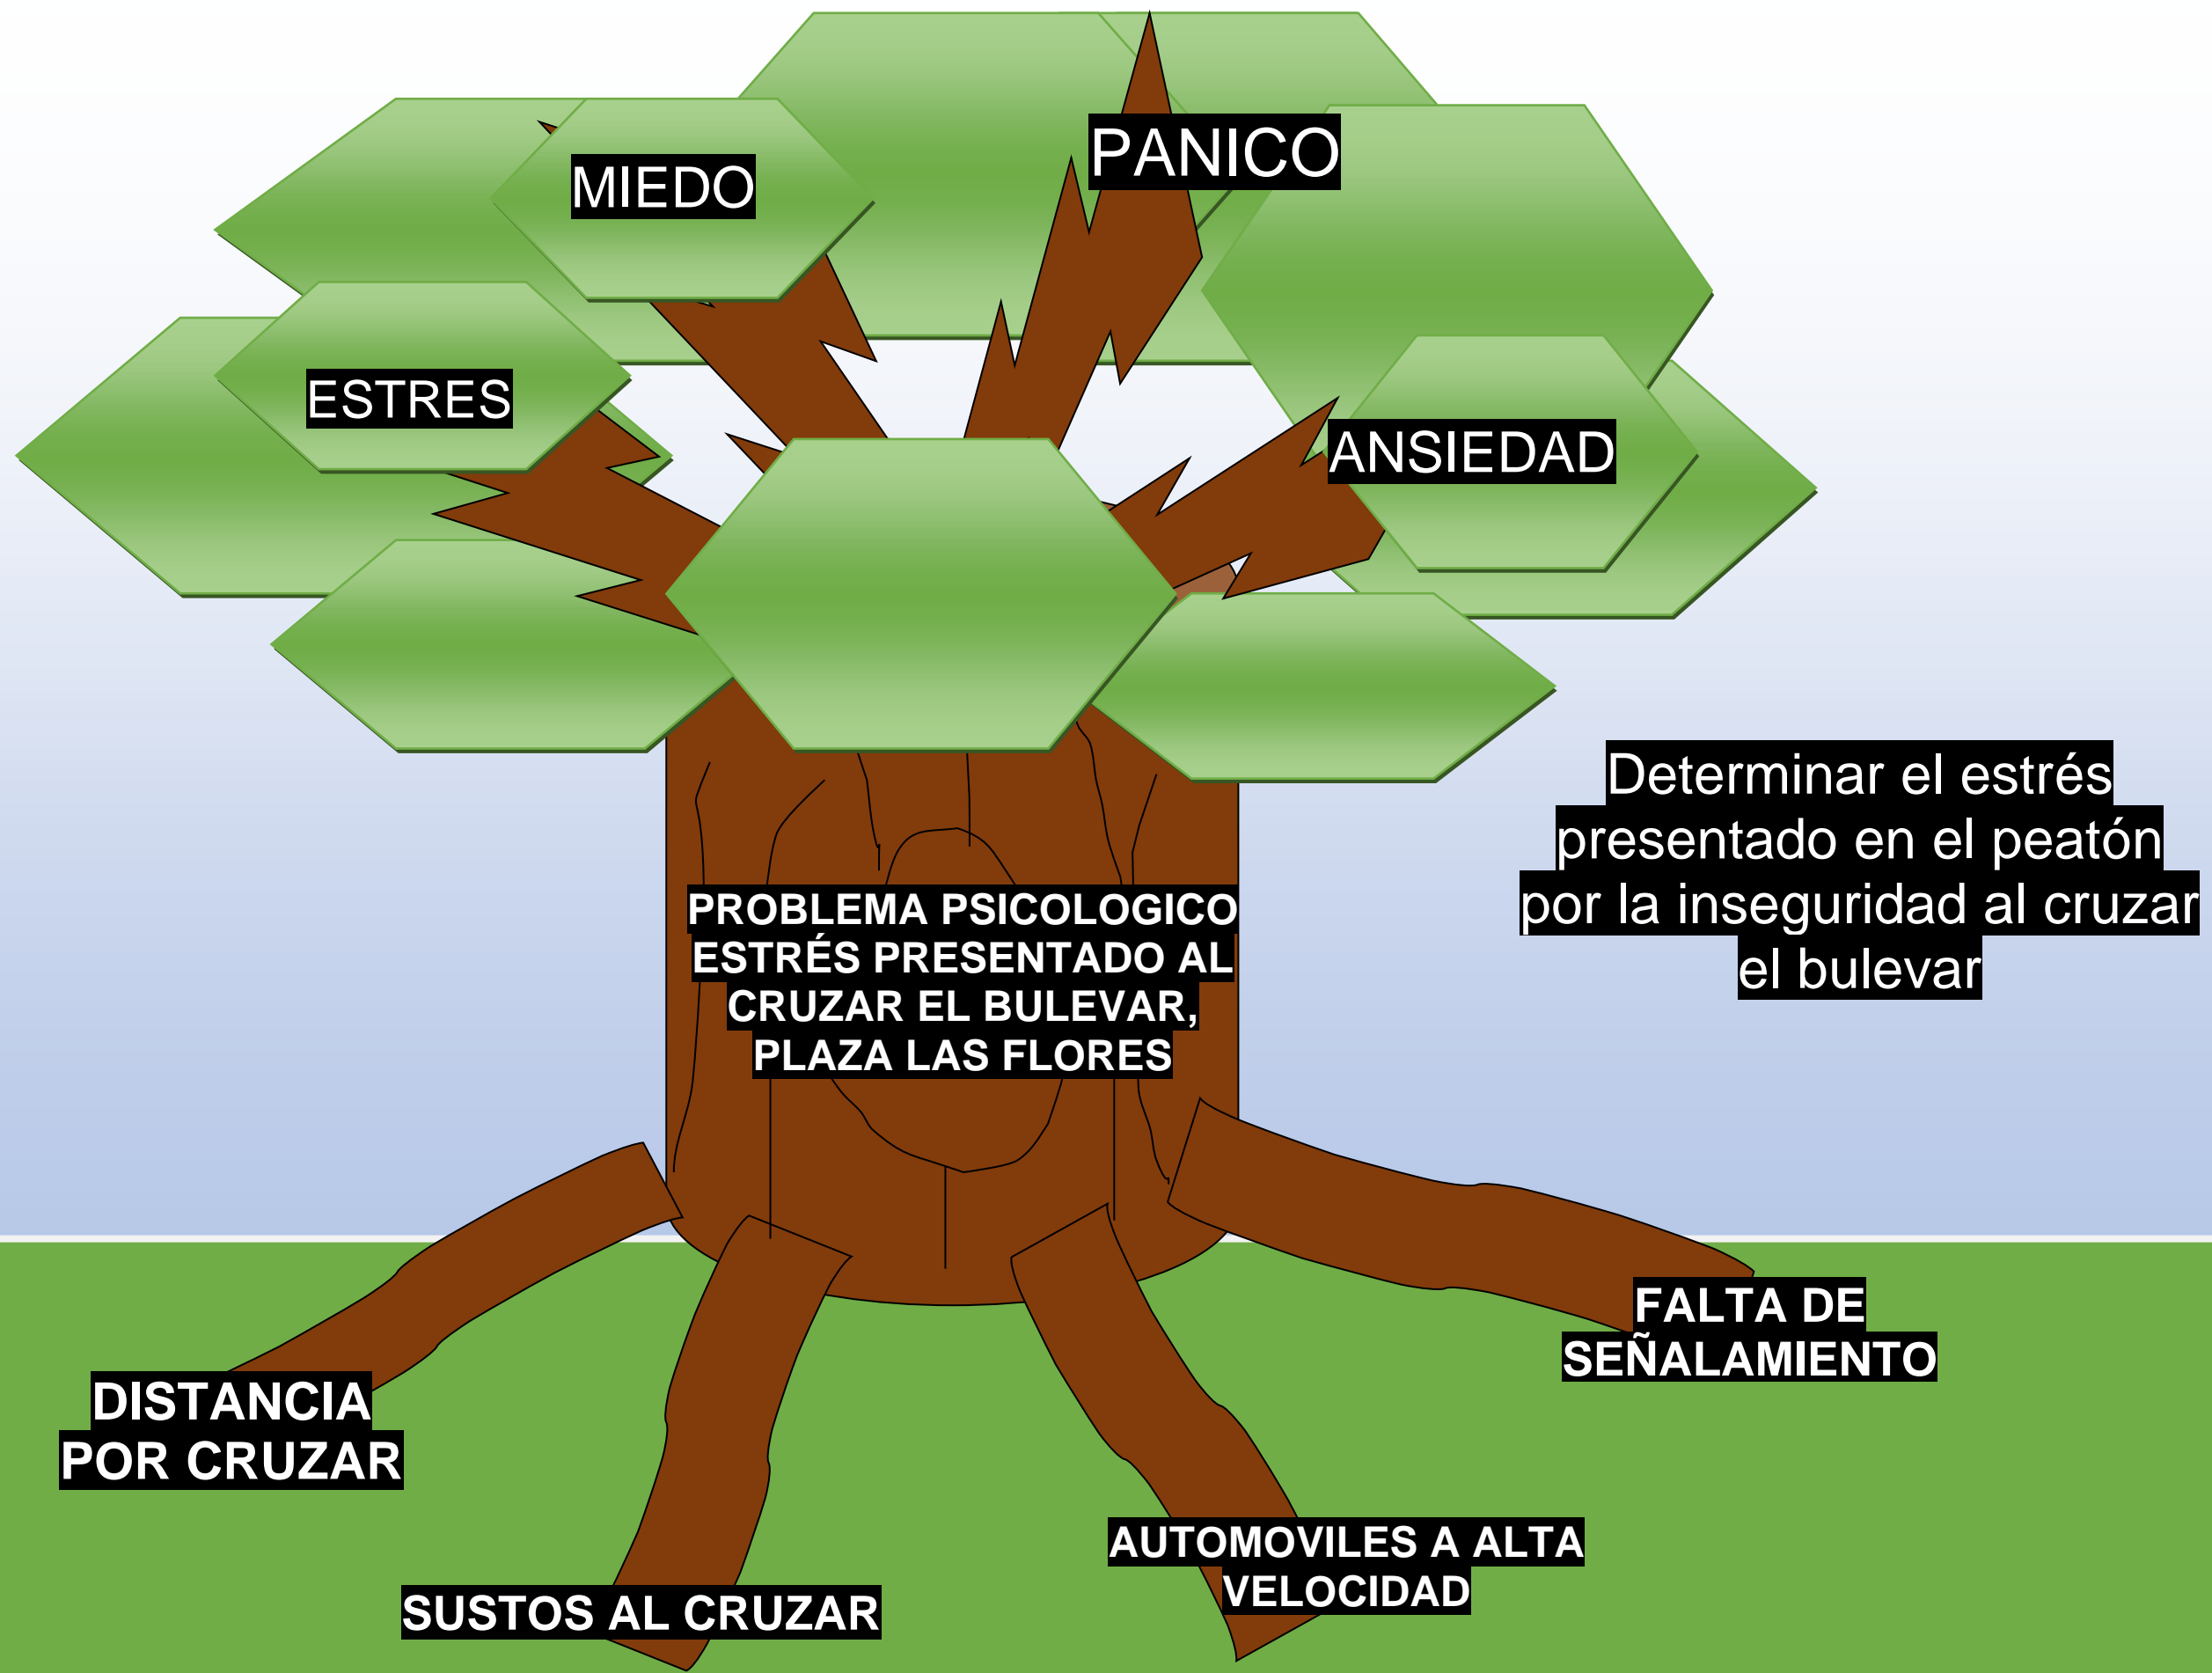 PANICO
MIEDO
ESTRES
ANSIEDAD
Determinar el estrés
presentado en el peatón
por la inseguridad al cruzar
el bulevar
PROBLEMA PSICOLOGICO
ESTRÉS PRESENTADO AL
CRUZAR EL BULEVAR,
PLAZA LAS FLORES
FALTA DE
SEÑALAMIENTO
DISTANCIA
POR CRUZAR
AUTOMOVILES A ALTA
VELOCIDAD
SUSTOS AL CRUZAR